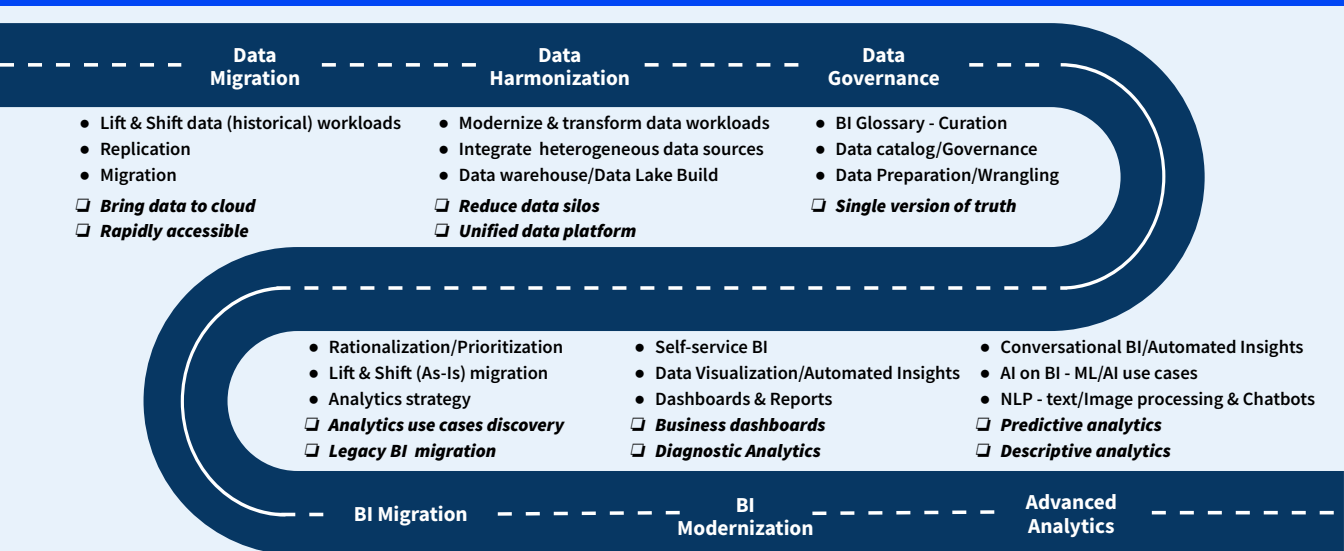 Data
Migration
Data
Harmonization
Data
Governance
● Lift & Shift data (historical) workloads
● Replication
● Migration
❏ Bring data to cloud
❏ Rapidly accessible
● Modernize & transform data workloads
● Integrate  heterogeneous data sources
● Data warehouse/Data Lake Build
❏ Reduce data silos
❏ Unified data platform
● BI Glossary - Curation
● Data catalog/Governance
● Data Preparation/Wrangling
❏ Single version of truth
● Rationalization/Prioritization
● Lift & Shift (As-Is) migration
● Analytics strategy
❏ Analytics use cases discovery
❏ Legacy BI  migration
● Self-service BI
● Data Visualization/Automated Insights
● Dashboards & Reports
❏ Business dashboards
❏ Diagnostic Analytics
● Conversational BI/Automated Insights
● AI on BI - ML/AI use cases
● NLP - text/Image processing & Chatbots
❏ Predictive analytics
❏ Descriptive analytics
BI Migration
BI
Modernization
Advanced
Analytics